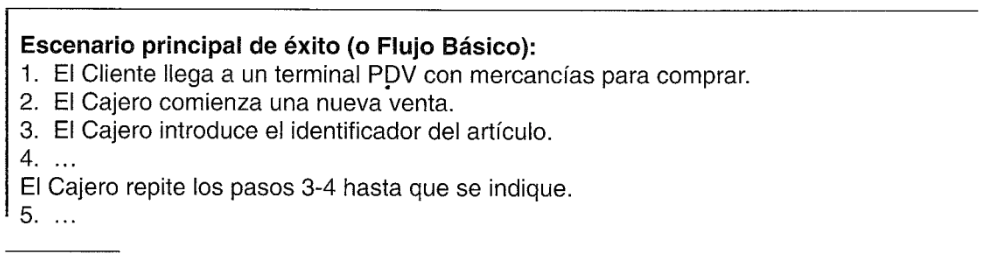 Escenario principal de éxito (o Flujo Básico):
1. El Cliente llega a un terminal PDV con mercancías para comprar.
2. El Cajero comienza una nueva venta.
3. El Cajero introduce el identificador del artículo.
4. ...
El Cajero repite los pasos 3-4 hasta que se indique.
5. ...